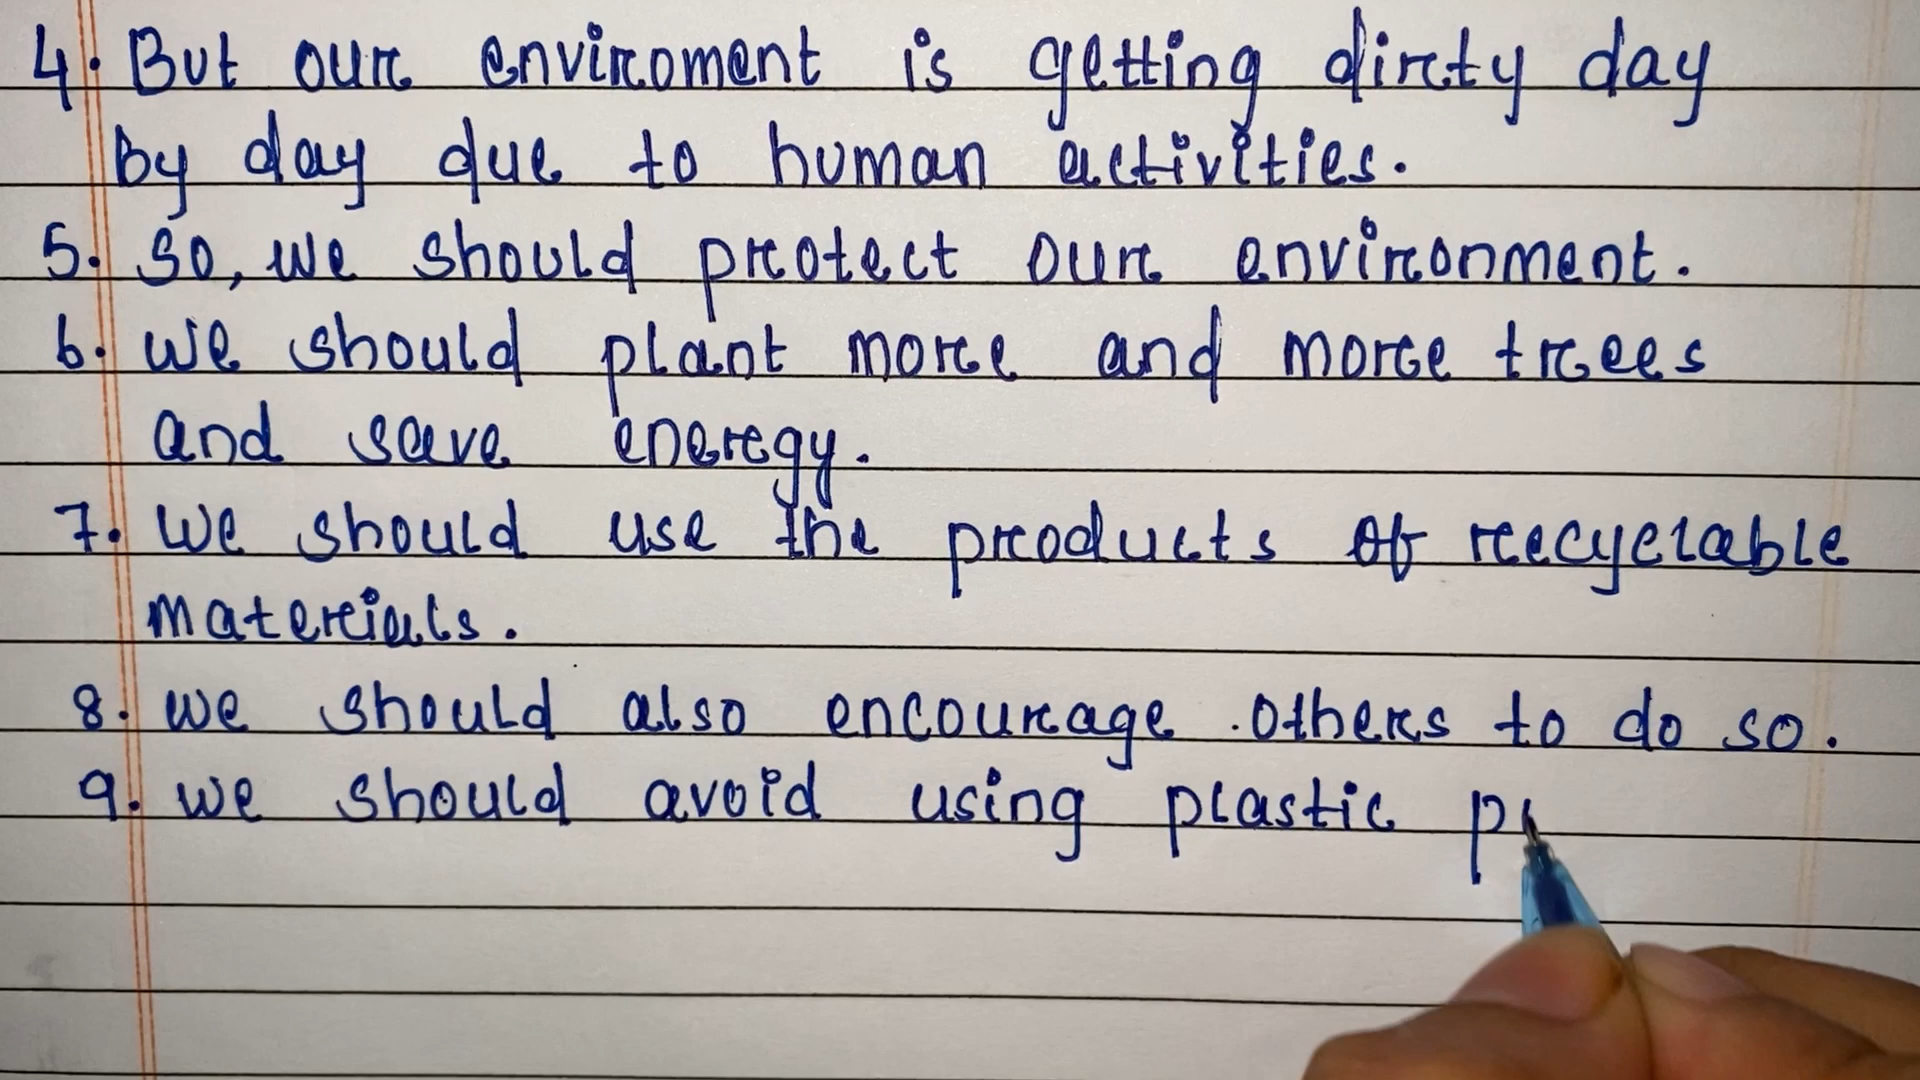 4. But our enviroment is getting dirty day
by day due to human activities.
5. So, we should protect our environment.
6. we should plant more and more trees
and save energy.
7. we should use the products of recyclable
materials.
8. we should also encourage others to do so.
9. we should avoid using plastic